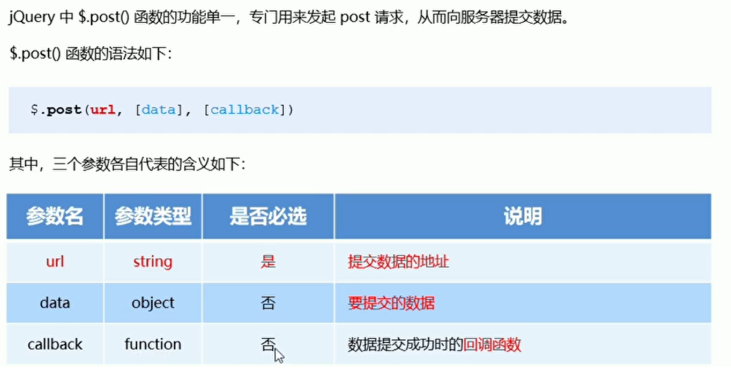 jQuery 中 $.post() 函数的功能单一，专门用来发起 post 请求，从而向服务器提交数据。
$.post() 函数的语法如下：
$.post(url, [data], [callback])
其中，三个参数各自代表的含义如下：
参数名 参数类型 是否必选 说明
url string 是 提交数据的地址
data object 否 要提交的数据
callback function 否 数据提交成功时的回调函数